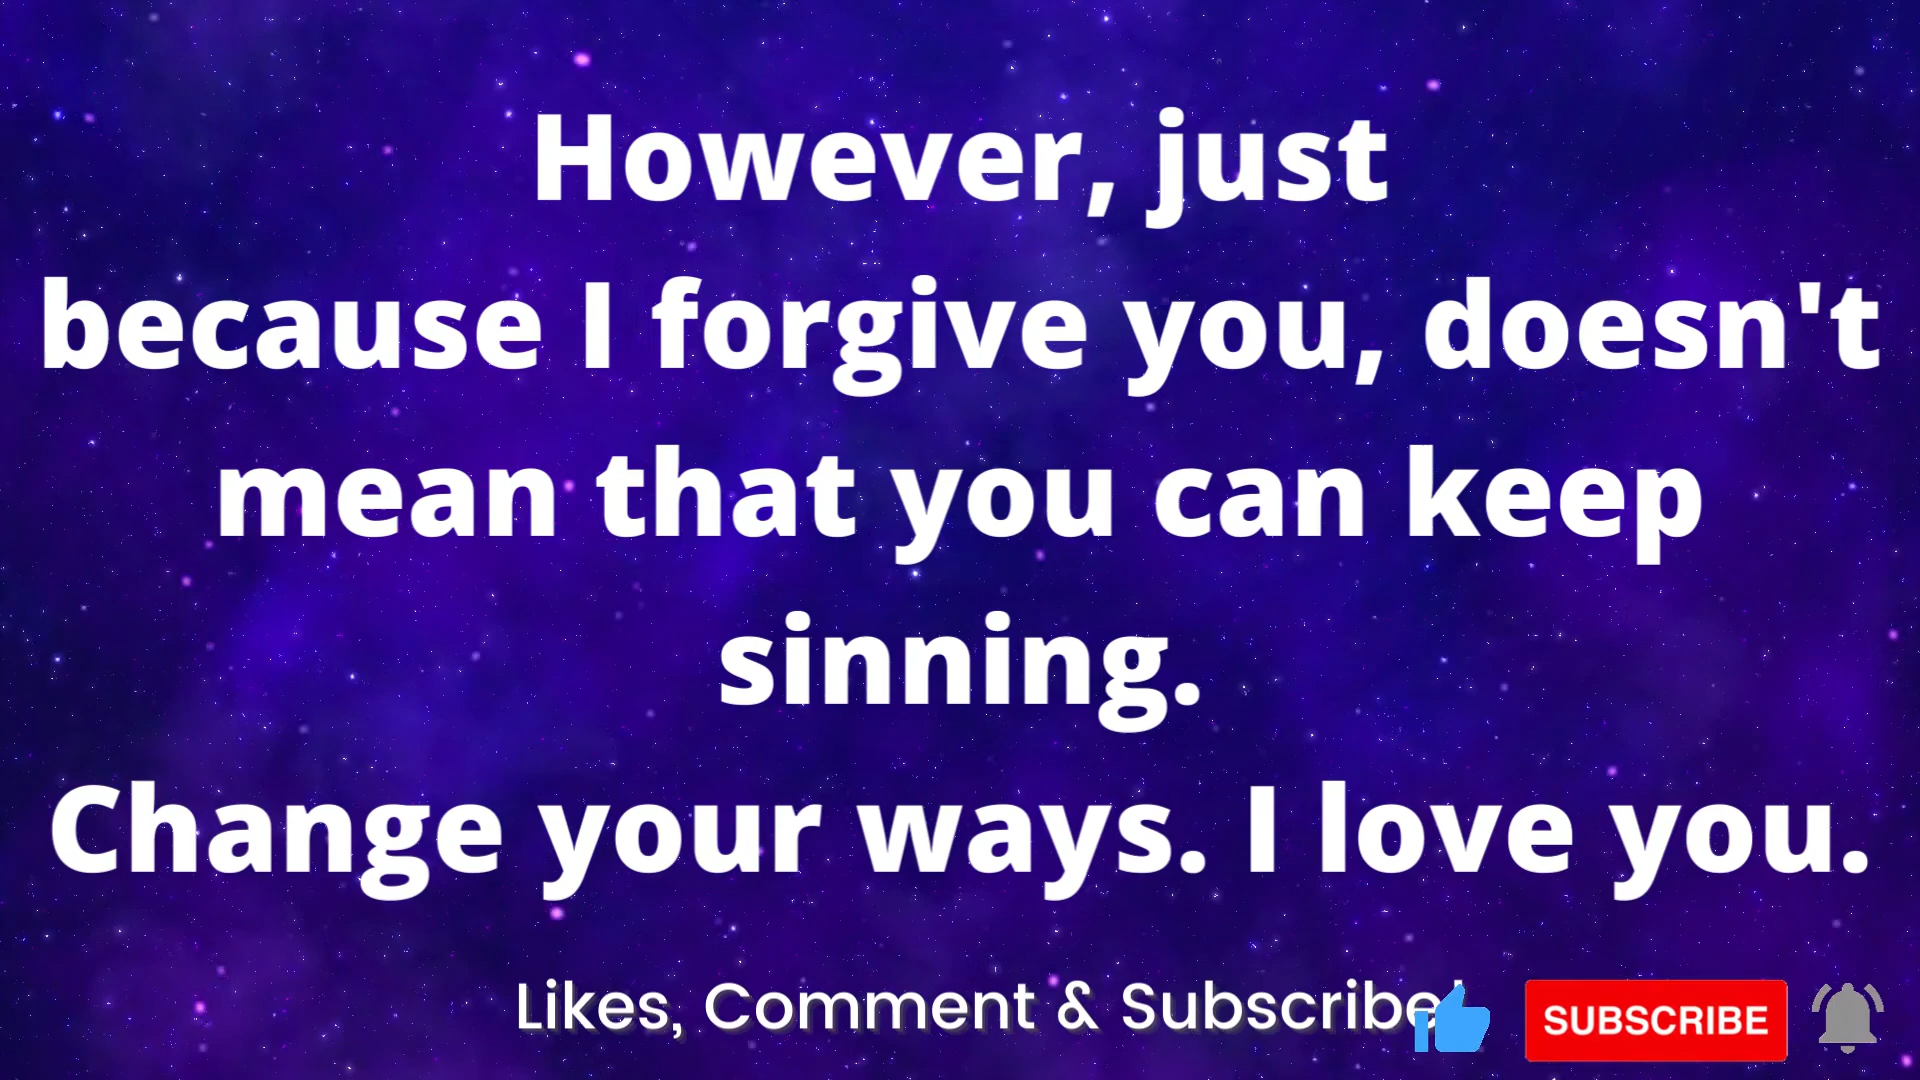 However, just
because I forgive you, doesn't
mean that you can keep
sinning.
Change your ways. I love you.
Likes, Comment & Subscribe!
SUBSCRIBE